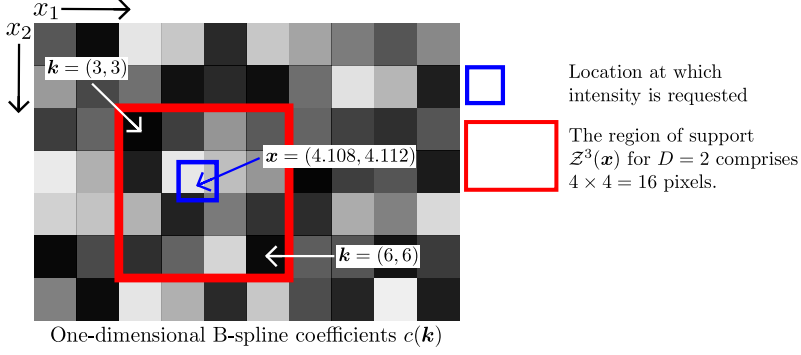 x₁
x₂
k = (3, 3)
x = (4.108, 4.112)
k = (6, 6)
One-dimensional B-spline coefficients c(k)
Location at which
intensity is requested
The region of support
𝒵³(x) for D = 2 comprises
4 × 4 = 16 pixels.